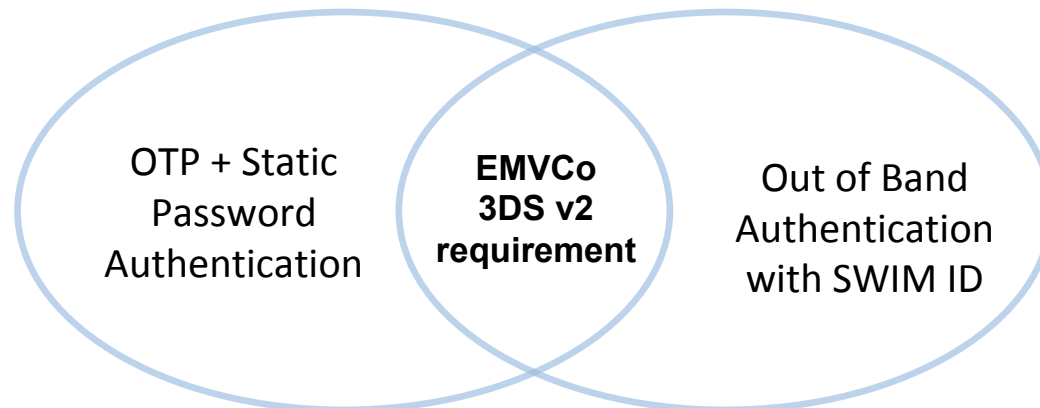 OTP + Static
Password
Authentication
EMVCo
3DS v2
requirement
Out of Band
Authentication
with SWIM ID